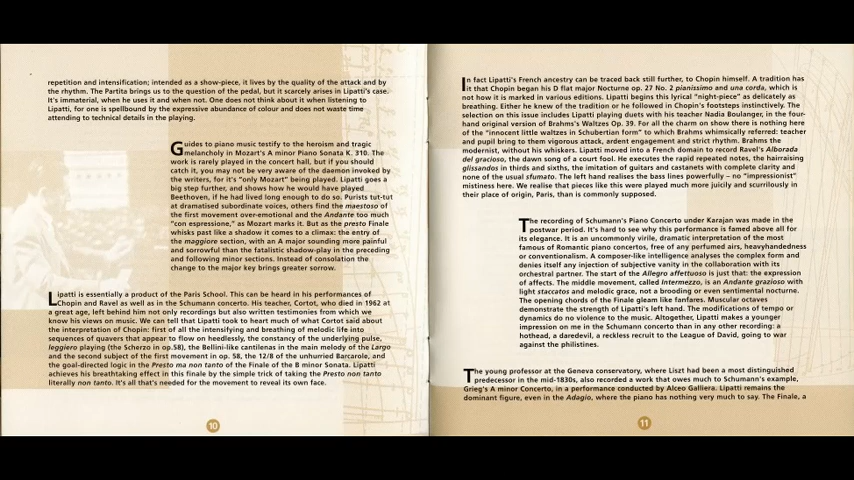 repetition and intensification; intended as a show-piece, it lives by the quality of the attack and by
the rhythm. The Partita brings us to the question of the pedal, but it scarcely arises in Lipatti's case.
It's immaterial, when he uses it and when not. One does not think about it when listening to
Lipatti, for one is spellbound by the expressive abundance of colour and does not waste time
attending to technical details in the playing.
Guides to piano music testify to the heroism and tragic
melancholy in Mozart's A minor Piano Sonata K. 310. The
work is rarely played in the concert hall, but if you should
catch it, you may not be very aware of the daemon invoked
by the writers, for it's "only Mozart" being played. Lipatti goes a
big step further, and shows how he would have played
Beethoven, if he had lived long enough to do so. Purists tut-tut
at dramatised subordinate voices, others find the maestoso of
the first movement over-emotional and the Andante too much
"con espressione," as Mozart marks it. But as the presto Finale
whisks past like a shadow it comes to a climax: the entry of
the maggiore section, with an A major sounding more painful
and sorrowful than the fatalistic shadow-play in the preceding
and following minor sections. Instead of consolation the
change to the major key brings greater sorrow.
Lipatti is essentially a product of the Paris School. This can be heard in his performances of
Chopin and Ravel as well as in the Schumann concerto. His teacher, Cortot, who died in 1962 at
a great age, left behind him not only recordings but also written testimonies from which we
know his views on music. We can tell that Lipatti took to heart much of what Cortot said about
the interpretation of Chopin: first of all the intensifying and breathing of melodic life into
sequences of quavers that appear to flow on heedlessly, the constancy of the underlying pulse,
leggiero playing (the Scherzo in op.58), the Bellini-like cantilenas in the main melody of the Largo
and the second subject of the first movement in op. 58, the 12/8 of the unhurried Barcarole, and
the goal-directed logic in the Presto ma non tanto of the Finale of the B minor Sonata. Lipatti
achieves his breathtaking effect in this finale by the simple trick of taking the Presto non tanto
literally non tanto. It's all that's needed for the movement to reveal its own face.
10
In fact Lipatti's French ancestry can be traced back still further, to Chopin himself. A tradition has
it that Chopin began his D flat major Nocturne op. 27 No. 2 pianissimo and una corda, which is
not how it is marked in various editions. Lipatti begins this lyrical "night-piece" as delicately as
breathing. Either he knew of the tradition or he followed in Chopin's footsteps instinctively. The
selection on this issue includes Lipatti playing duets with his teacher Nadia Boulanger, in the four-
hand original version of Brahms's Waltzes Op. 39. For all the charm on show there is nothing here
of the "innocent little waltzes in Schubertian form" to which Brahms whimsically referred: teacher
and pupil bring to them vigorous attack, ardent engagement and strict rhythm. Brahms the
modernist, without his whiskers. Lipatti moved into a French domain to record Ravel's Alborada
del gracioso, the dawn song of a court fool. He executes the rapid repeated notes, the hairraising
glissandos in thirds and sixths, the imitation of guitars and castanets with complete clarity and
none of the usual sfumato. The left hand realises the bass lines powerfully – no "impressionist"
mistiness here. We realise that pieces like this were played much more juicily and scurrilously in
their place of origin, Paris, than is commonly supposed.
The recording of Schumann's Piano Concerto under Karajan was made in the
postwar period. It's hard to see why this performance is famed above all for
its elegance. It is an uncommonly virile, dramatic interpretation of the most
famous of Romantic piano concertos, free of any perfumed airs, heavyhandedness
or conventionalism. A composer-like intelligence analyses the complex form and
denies itself any injection of subjective vanity in the collaboration with its
orchestral partner. The start of the Allegro affettuoso is just that: the expression
of affects. The middle movement, called Intermezzo, is an Andante grazioso with
light staccatos and melodic grace, not a brooding or even sentimental nocturne.
The opening chords of the Finale gleam like fanfares. Muscular octaves
demonstrate the strength of Lipatti's left hand. The modifications of tempo or
dynamics do no violence to the music. Altogether, Lipatti makes a younger
impression on me in the Schumann concerto than in any other recording: a
hothead, a daredevil, a reckless recruit to the League of David, going to war
against the philistines.
The young professor at the Geneva conservatory, where Liszt had been a most distinguished
predecessor in the mid-1830s, also recorded a work that owes much to Schumann's example,
Grieg's A minor Concerto, in a performance conducted by Alceo Galliera. Lipatti remains the
dominant figure, even in the Adagio, where the piano has nothing very much to say. The Finale, a
11